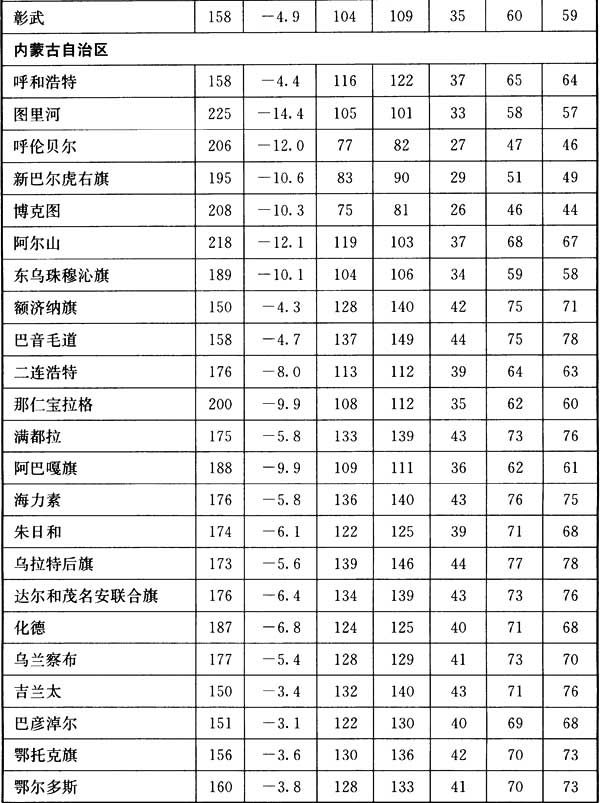 彰武 158 －4.9 104 109 35 60 59
内蒙古自治区
呼和浩特 158 －4.4 116 122 37 65 64
图里河 225 －14.4 105 101 33 58 57
呼伦贝尔 206 －12.0 77 82 27 47 46
新巴尔虎右旗 195 －10.6 83 90 29 51 49
博克图 208 －10.3 75 81 26 46 44
阿尔山 218 －12.1 119 103 37 68 67
东乌珠穆沁旗 189 －10.1 104 106 34 59 58
额济纳旗 150 －4.3 128 140 42 75 71
巴音毛道 158 －4.7 137 149 44 75 78
二连浩特 176 －8.0 113 112 39 64 63
那仁宝拉格 200 －9.9 108 112 35 62 60
满都拉 175 －5.8 133 139 43 73 76
阿巴嘎旗 188 －9.9 109 111 36 62 61
海力素 176 －5.8 136 140 43 76 75
朱日和 174 －6.1 122 125 39 71 68
乌拉特后旗 173 －5.6 139 146 44 77 78
达尔和茂名安联合旗 176 －6.4 134 139 43 73 76
化德 187 －6.8 124 125 40 71 68
乌兰察布 177 －5.4 128 129 41 73 70
吉兰太 150 －3.4 132 140 43 71 76
巴彦淖尔 151 －3.1 122 130 40 69 68
鄂托克旗 156 －3.6 130 136 42 70 73
鄂尔多斯 160 －3.8 128 133 41 70 73